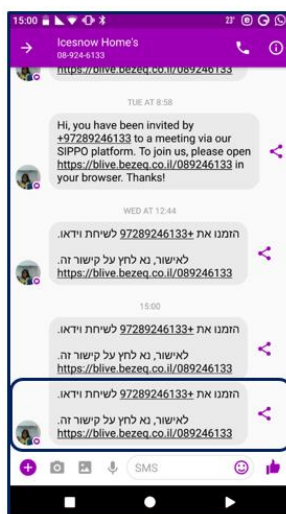 15:00
23°
Icesnow Home's
08-924-6133
https://blive.bezeq.co.il/089246133
TUE AT 8:58
Hi, you have been invited by
+97289246133 to a meeting via our
SIPPO platform. To join us, please open
https://blive.bezeq.co.il/089246133 in
your browser. Thanks!
WED AT 12:44
הזמנו את +97289246133 לשיחת וידאו.
לאישור, נא לחץ על קישור זה.
https://blive.bezeq.co.il/089246133
15:00
הזמנו את +97289246133 לשיחת וידאו.
לאישור, נא לחץ על קישור זה.
https://blive.bezeq.co.il/089246133
הזמנו את +97289246133 לשיחת וידאו.
לאישור, נא לחץ על קישור זה.
https://blive.bezeq.co.il/089246133
SMS